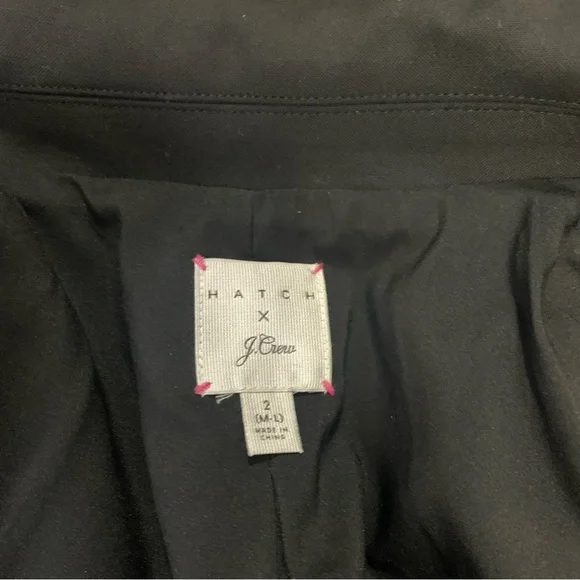 HATCH
X
J.Crew
2
(M-L)
MADE IN
CHINA